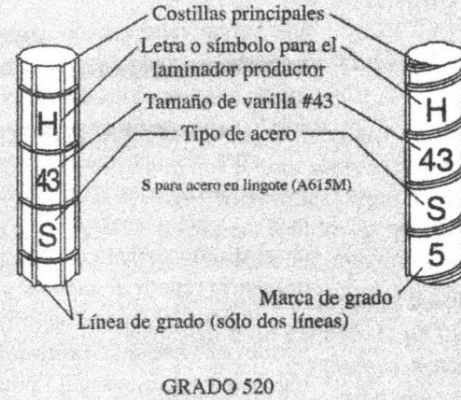 Costillas principales
Letra o símbolo para el
laminador productor
Tamaño de varilla #43
Tipo de acero
S para acero en lingote (A615M)
H
43
S
H
43
S
5
Marca de grado
Línea de grado (sólo dos líneas)
GRADO 520